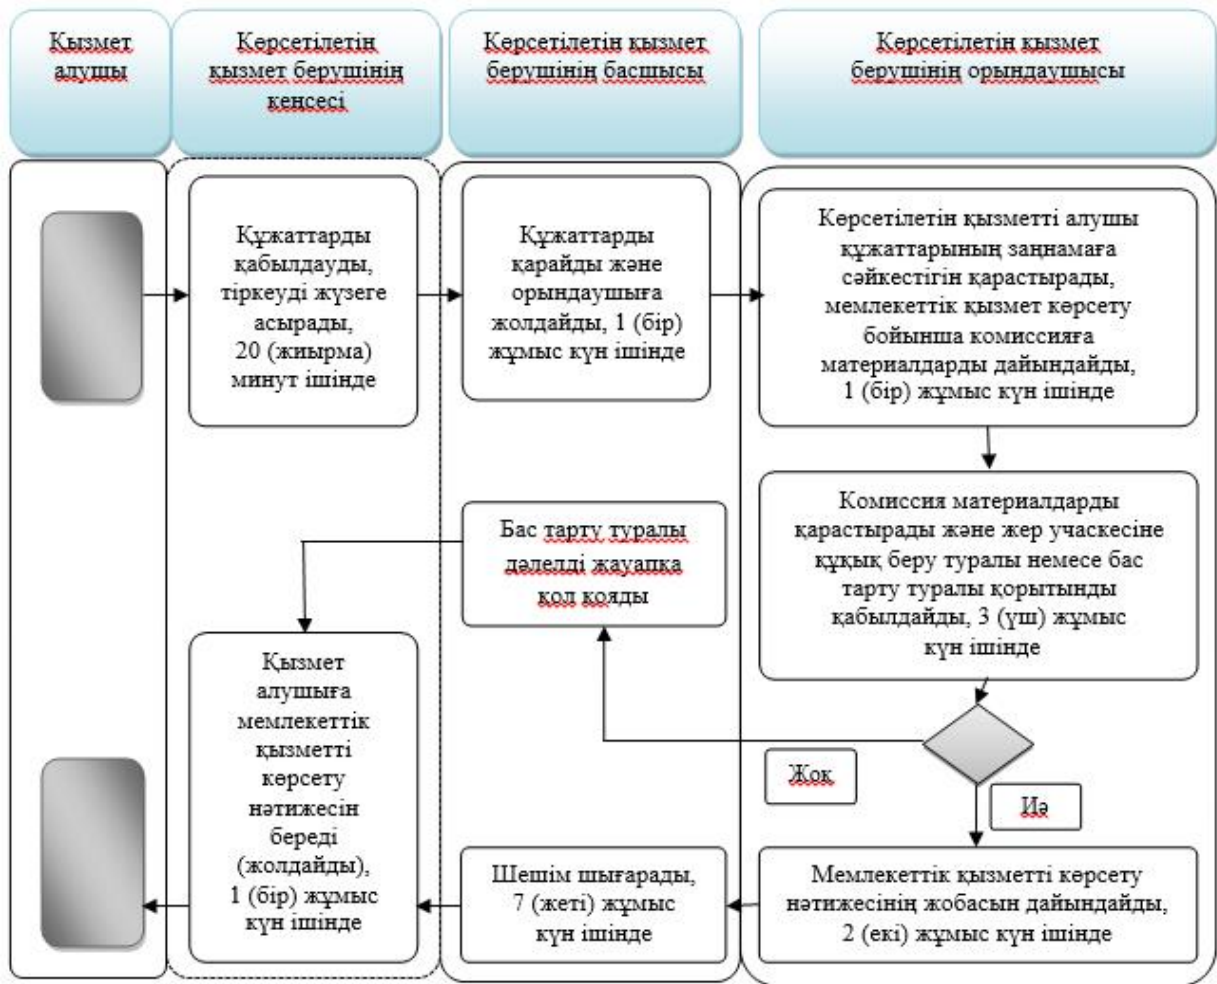 Қызмет
алушы
Көрсетілетін
қызмет берушінің
кеңсесі
Көрсетілетін қызмет
берушінің басшысы
Көрсетілетін қызмет
берушінің орындаушысы
Құжаттарды
қабылдауды,
тіркеуді жүзеге
асырады,
20 (жиырма)
минут ішінде
Құжаттарды
қарайды және
орындаушыға
жолдайды, 1 (бір)
жұмыс күн ішінде
Көрсетілетін қызметті алушы
құжаттарының заңнамаға
сәйкестігін қарастырады,
мемлекеттік қызмет көрсету
бойынша комиссияға
материалдарды дайындайды,
1 (бір) жұмыс күн ішінде
Комиссия материалдарды
қарастырады және жер учаскесіне
құқық беру туралы немесе бас
тарту туралы қорытынды
қабылдайды, 3 (үш) жұмыс
күн ішінде
Бас тарту туралы
дәлелді жауапқа
қол қояды
Жоқ
Иә
Мемлекеттік қызметті көрсету
нәтижесінің жобасын дайындайды,
2 (екі) жұмыс күн ішінде
Шешім шығарады,
7 (жеті) жұмыс
күн ішінде
Қызмет
алушыға
мемлекеттік
қызметті
көрсету
нәтижесін
береді
(жолдайды),
1 (бір) жұмыс
күн ішінде